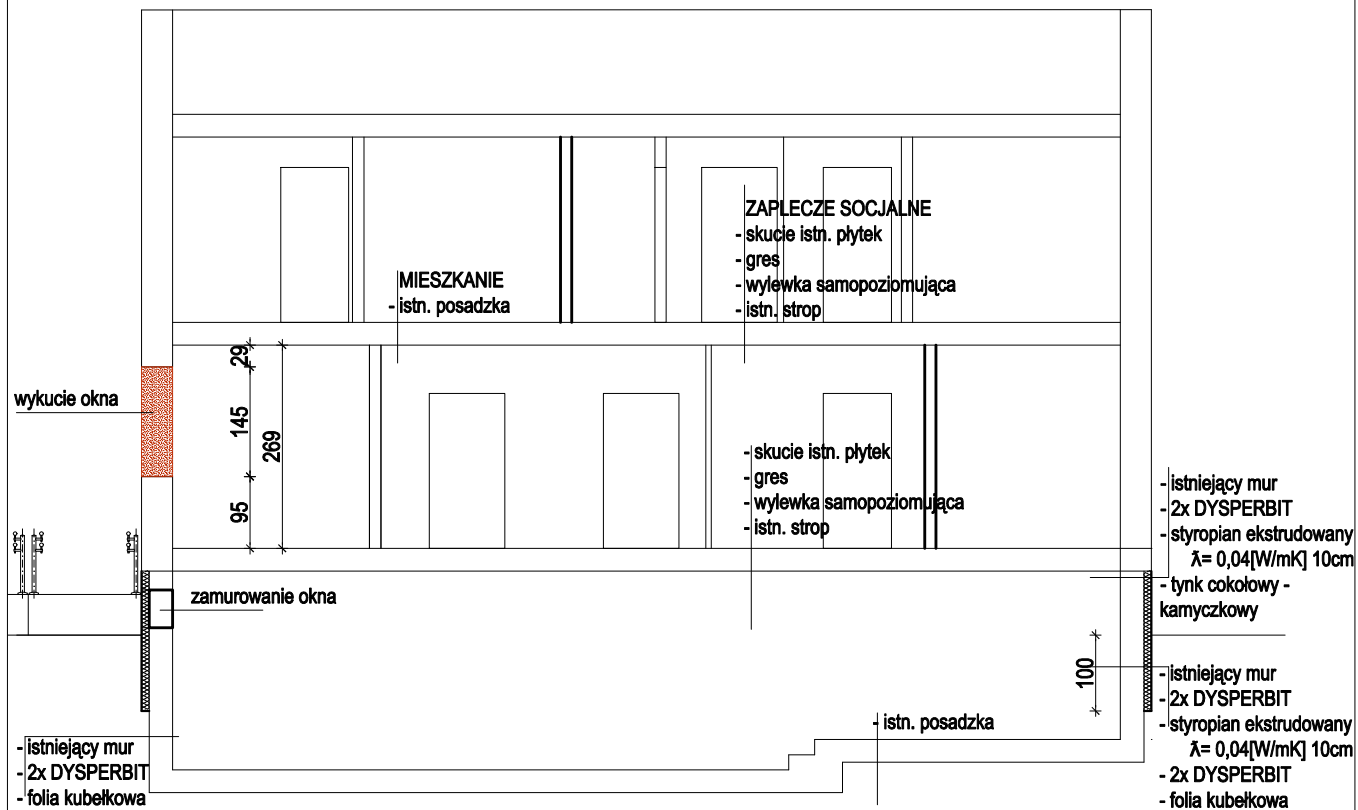 ZAPLECZE SOCJALNE
- skucie istn. płytek
- gres
- wylewka samopoziomująca
- istn. strop
MIESZKANIE
- istn. posadzka
29
145
269
95
wykucie okna
- skucie istn. płytek
- gres
- wylewka samopoziomująca
- istn. strop
- istniejący mur
- 2x DYSPERBIT
- styropian ekstrudowany
λ= 0,04[W/mK] 10cm
- tynk cokołowy -
kamyczkowy
zamurowanie okna
100
- istniejący mur
- 2x DYSPERBIT
- styropian ekstrudowany
λ= 0,04[W/mK] 10cm
- 2x DYSPERBIT
- folia kubełkowa
- istn. posadzka
- istniejący mur
- 2x DYSPERBIT
- folia kubełkowa